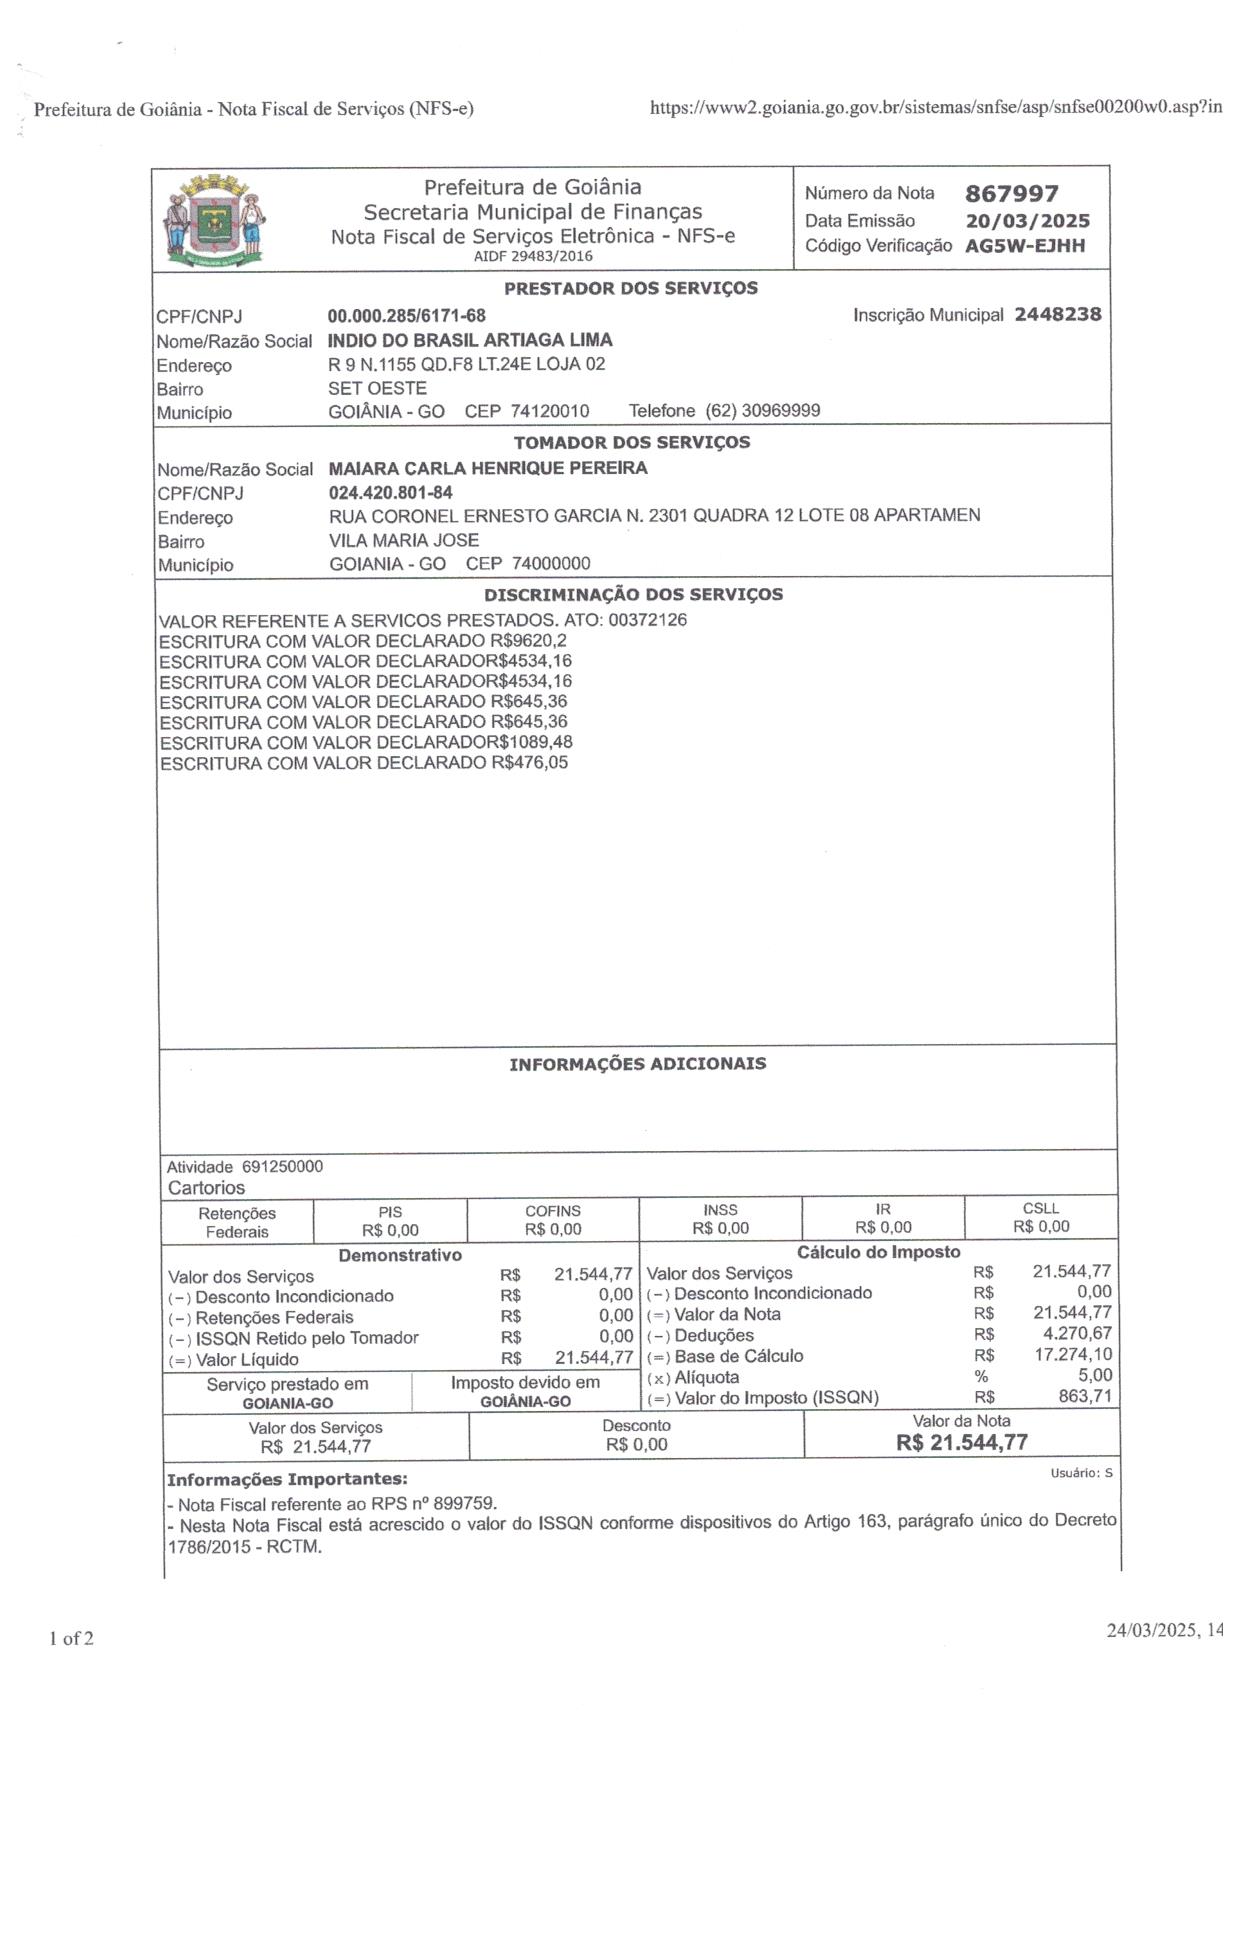 Prefeitura de Goiânia - Nota Fiscal de Serviços (NFS-e) https://www2.goiania.go.gov.br/sistemas/snfse/asp/snfse00200w0.asp?in
Prefeitura de Goiânia
Secretaria Municipal de Finanças
Nota Fiscal de Serviços Eletrônica - NFS-e
AIDF 29483/2016
Número da Nota 867997
Data Emissão 20/03/2025
Código Verificação AG5W-EJHH
PRESTADOR DOS SERVIÇOS
CPF/CNPJ 00.000.285/6171-68 Inscrição Municipal 2448238
Nome/Razão Social INDIO DO BRASIL ARTIAGA LIMA
Endereço R 9 N.1155 QD.F8 LT.24E LOJA 02
Bairro SET OESTE
Município GOIÂNIA - GO CEP 74120010 Telefone (62) 30969999
TOMADOR DOS SERVIÇOS
Nome/Razão Social MAIARA CARLA HENRIQUE PEREIRA
CPF/CNPJ 024.420.801-84
Endereço RUA CORONEL ERNESTO GARCIA N. 2301 QUADRA 12 LOTE 08 APARTAMEN
Bairro VILA MARIA JOSE
Município GOIANIA - GO CEP 74000000
DISCRIMINAÇÃO DOS SERVIÇOS
VALOR REFERENTE A SERVICOS PRESTADOS. ATO: 00372126
ESCRITURA COM VALOR DECLARADO R$9620,2
ESCRITURA COM VALOR DECLARADOR$4534,16
ESCRITURA COM VALOR DECLARADOR$4534,16
ESCRITURA COM VALOR DECLARADO R$645,36
ESCRITURA COM VALOR DECLARADO R$645,36
ESCRITURA COM VALOR DECLARADOR$1089,48
ESCRITURA COM VALOR DECLARADO R$476,05
INFORMAÇÕES ADICIONAIS
Atividade 691250000
Cartorios
Retenções Federais PIS R$ 0,00 COFINS R$ 0,00 INSS R$ 0,00 IR R$ 0,00 CSLL R$ 0,00
Demonstrativo
Valor dos Serviços R$ 21.544,77
(-) Desconto Incondicionado R$ 0,00
(-) Retenções Federais R$ 0,00
(-) ISSQN Retido pelo Tomador R$ 0,00
(=) Valor Líquido R$ 21.544,77
Serviço prestado em Imposto devido em
GOIANIA-GO GOIÂNIA-GO
Cálculo do Imposto
Valor dos Serviços R$ 21.544,77
(-) Desconto Incondicionado R$ 0,00
(=) Valor da Nota R$ 21.544,77
(-) Deduções R$ 4.270,67
(=) Base de Cálculo R$ 17.274,10
(x) Alíquota % 5,00
(=) Valor do Imposto (ISSQN) R$ 863,71
Valor dos Serviços Desconto Valor da Nota
R$ 21.544,77 R$ 0,00 R$ 21.544,77
Informações Importantes: Usuário: S
- Nota Fiscal referente ao RPS nº 899759.
- Nesta Nota Fiscal está acrescido o valor do ISSQN conforme dispositivos do Artigo 163, parágrafo único do Decreto
1786/2015 - RCTM.
1 of 2 24/03/2025, 14